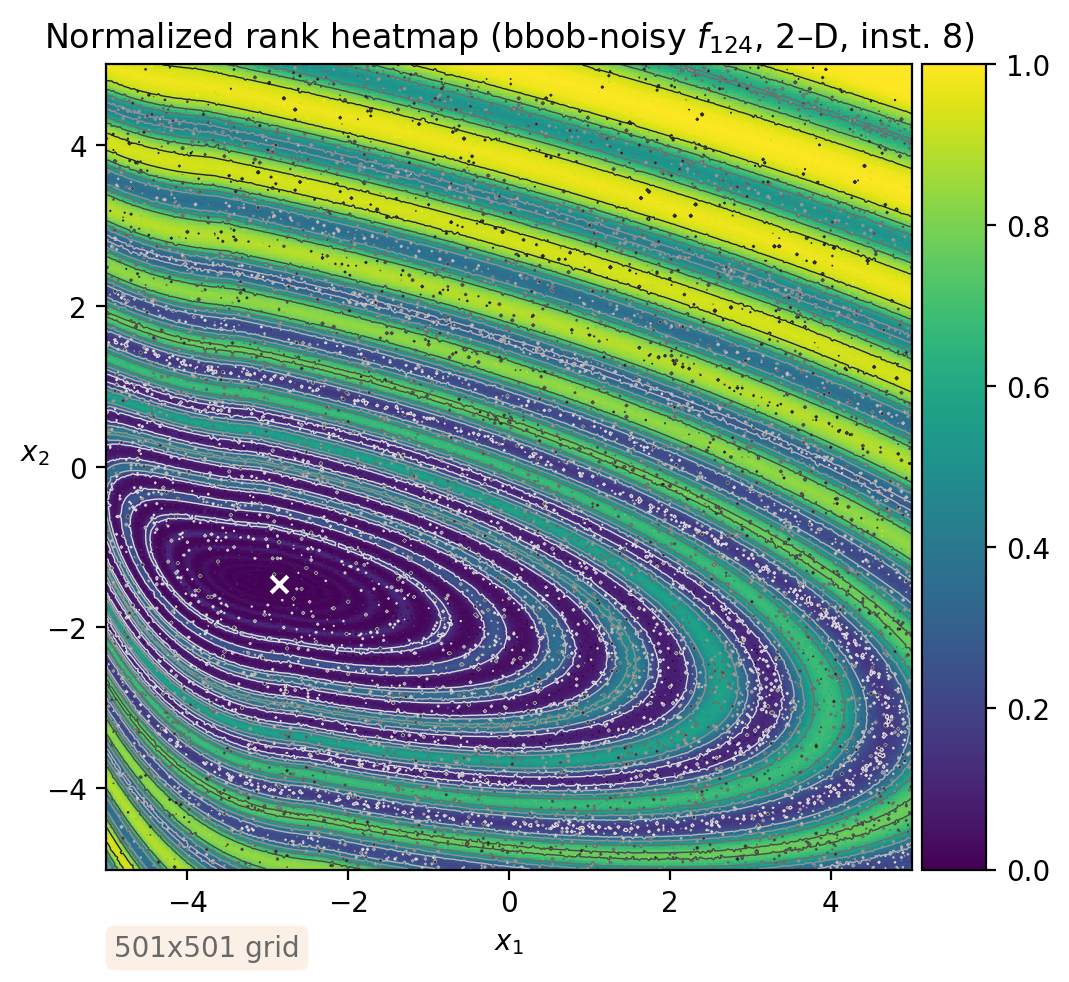 Normalized rank heatmap (bbob-noisy f₁₂₄, 2–D, inst. 8)
1.0
4
0.8
2
0.6
x₂
0
0.4
−2
0.2
−4
0.0
−4 −2 0 2 4
x₁
501x501 grid